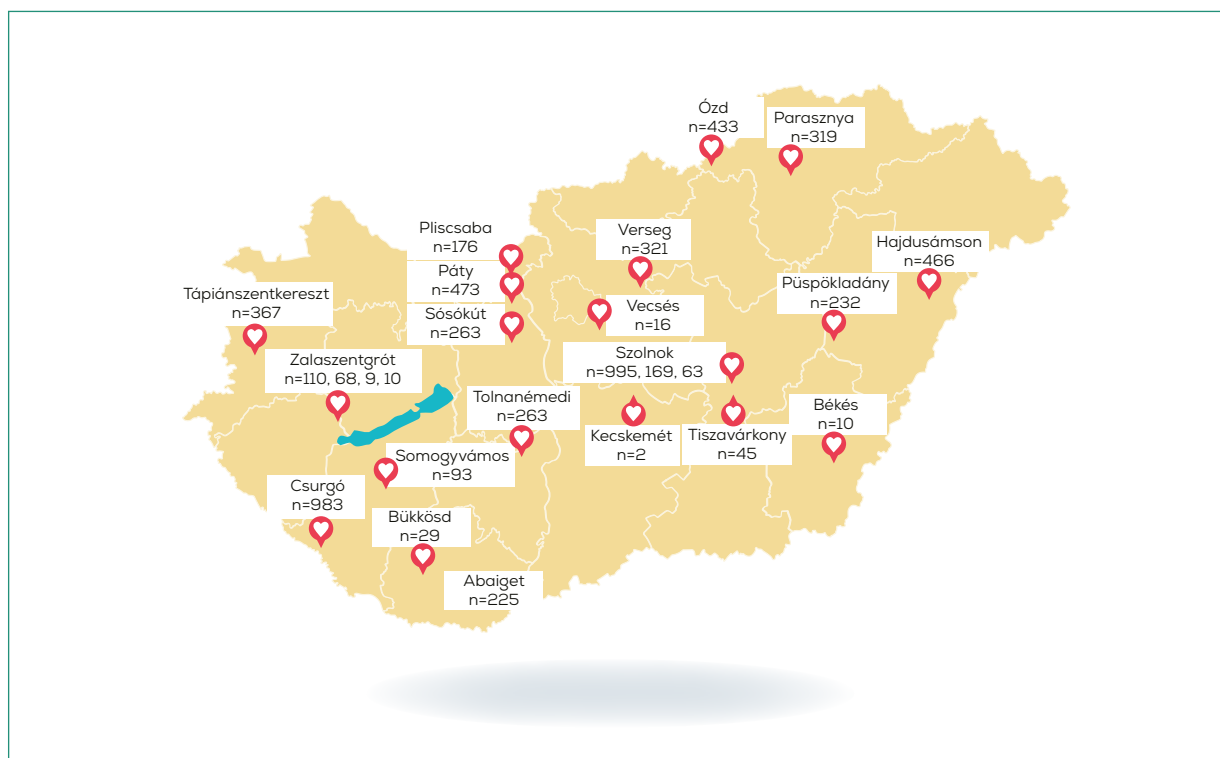 Ózd
n=433
Parasznya
n=319
Pliscsaba
n=176
Verseg
n=321
Hajdusámson
n=466
Páty
n=473
Püspökladány
n=232
Tápiánszentkereszt
n=367
Sósókút
n=263
Vecsés
n=16
Zalaszentgrót
n=110, 68, 9, 10
Szolnok
n=995, 169, 63
Tolnanémedi
n=263
Békés
n=10
Kecskemét
n=2
Tiszavárkony
n=45
Somogyvámos
n=93
Csurgó
n=983
Bükkösd
n=29
Abaiget
n=225